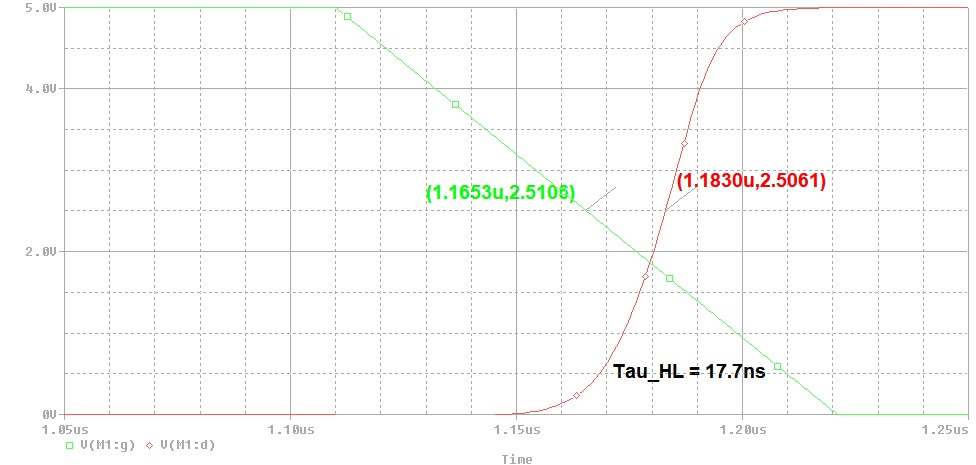 5.0V
4.0V
(1.1653u,2.5105)
(1.1830u,2.5061)
2.0V
Tau_HL = 17.7ns
0V
1.05us
1.10us
1.15us
1.20us
1.25us
V(M1:g)
V(M1:d)
Time